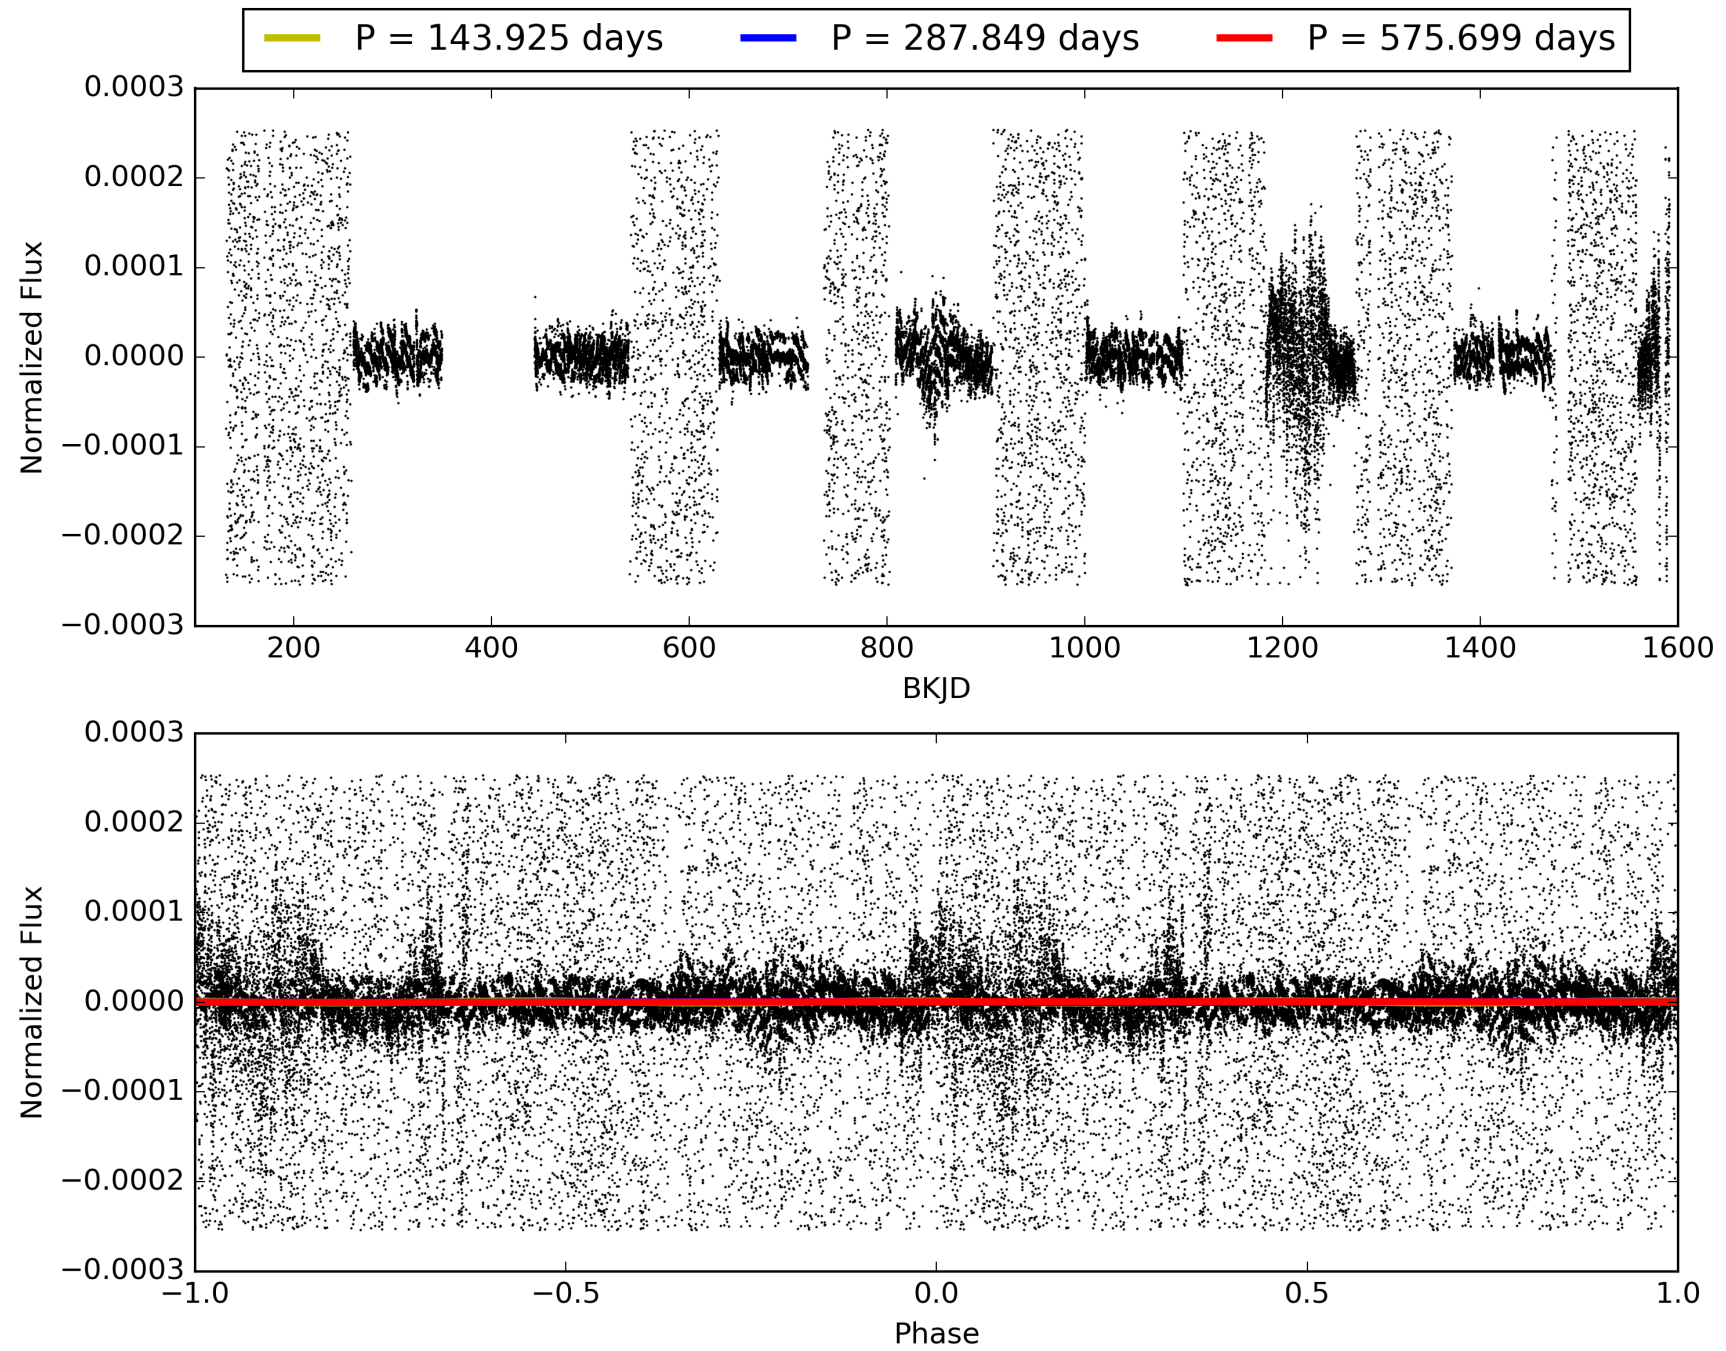 P = 143.925 days P = 287.849 days P = 575.699 days
0.0003
0.0002
0.0001
0.0000
−0.0001
−0.0002
−0.0003
Normalized Flux
200 400 600 800 1000 1200 1400 1600
BKJD
0.0003
0.0002
0.0001
0.0000
−0.0001
−0.0002
−0.0003
Normalized Flux
−1.0 −0.5 0.0 0.5 1.0
Phase